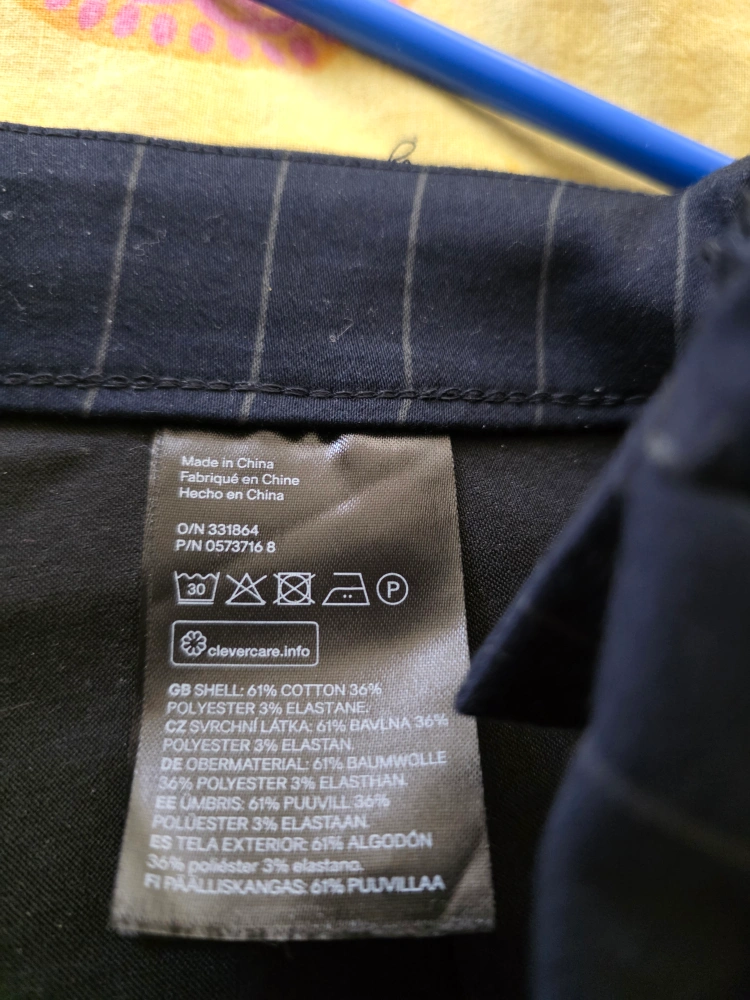 Made in China
Fabriqué en Chine
Hecho en China
O/N 331864
P/N 0573716 8
30 P
clevercare.info
GB SHELL: 61% COTTON 36%
POLYESTER 3% ELASTANE.
CZ SVRCHNÍ LÁTKA: 61% BAVLNA 36%
POLYESTER 3% ELASTAN.
DE OBERMATERIAL: 61% BAUMWOLLE
36% POLYESTER 3% ELASTHAN.
EE ÜMBRIS: 61% PUUVILL 36%
POLÜESTER 3% ELASTAAN.
ES TELA EXTERIOR: 61% ALGODÓN
36% poliéster 3% elastano.
FI PÄÄLLISKANGAS: 61% PUUVILLAA